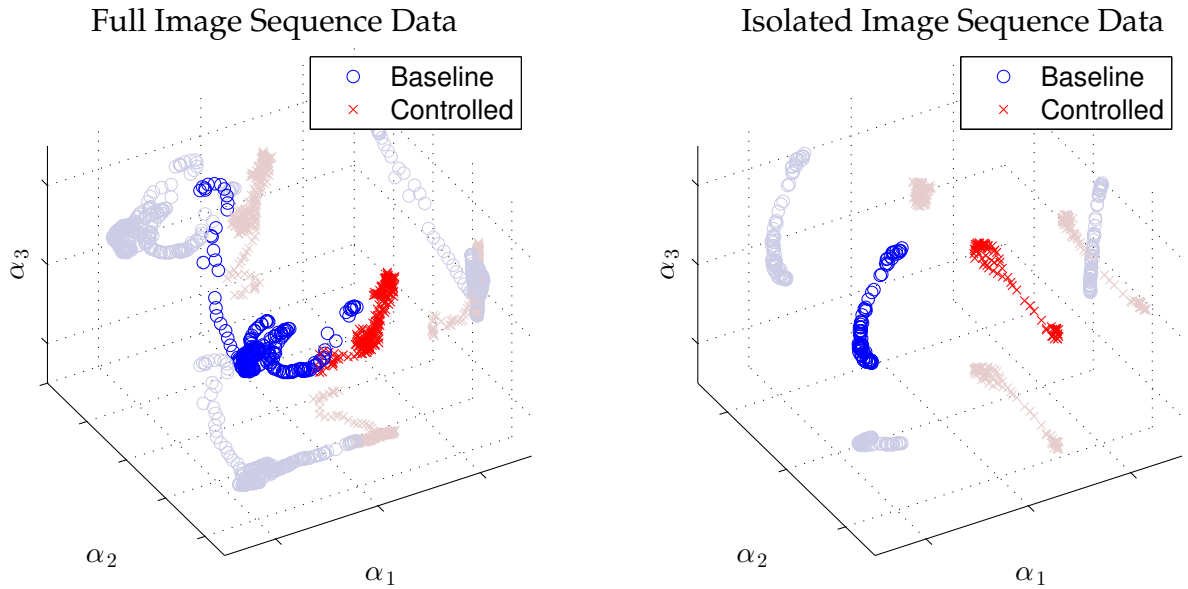 Full Image Sequence Data
Baseline
Controlled
α3
α2
α1
Isolated Image Sequence Data
Baseline
Controlled
α3
α2
α1